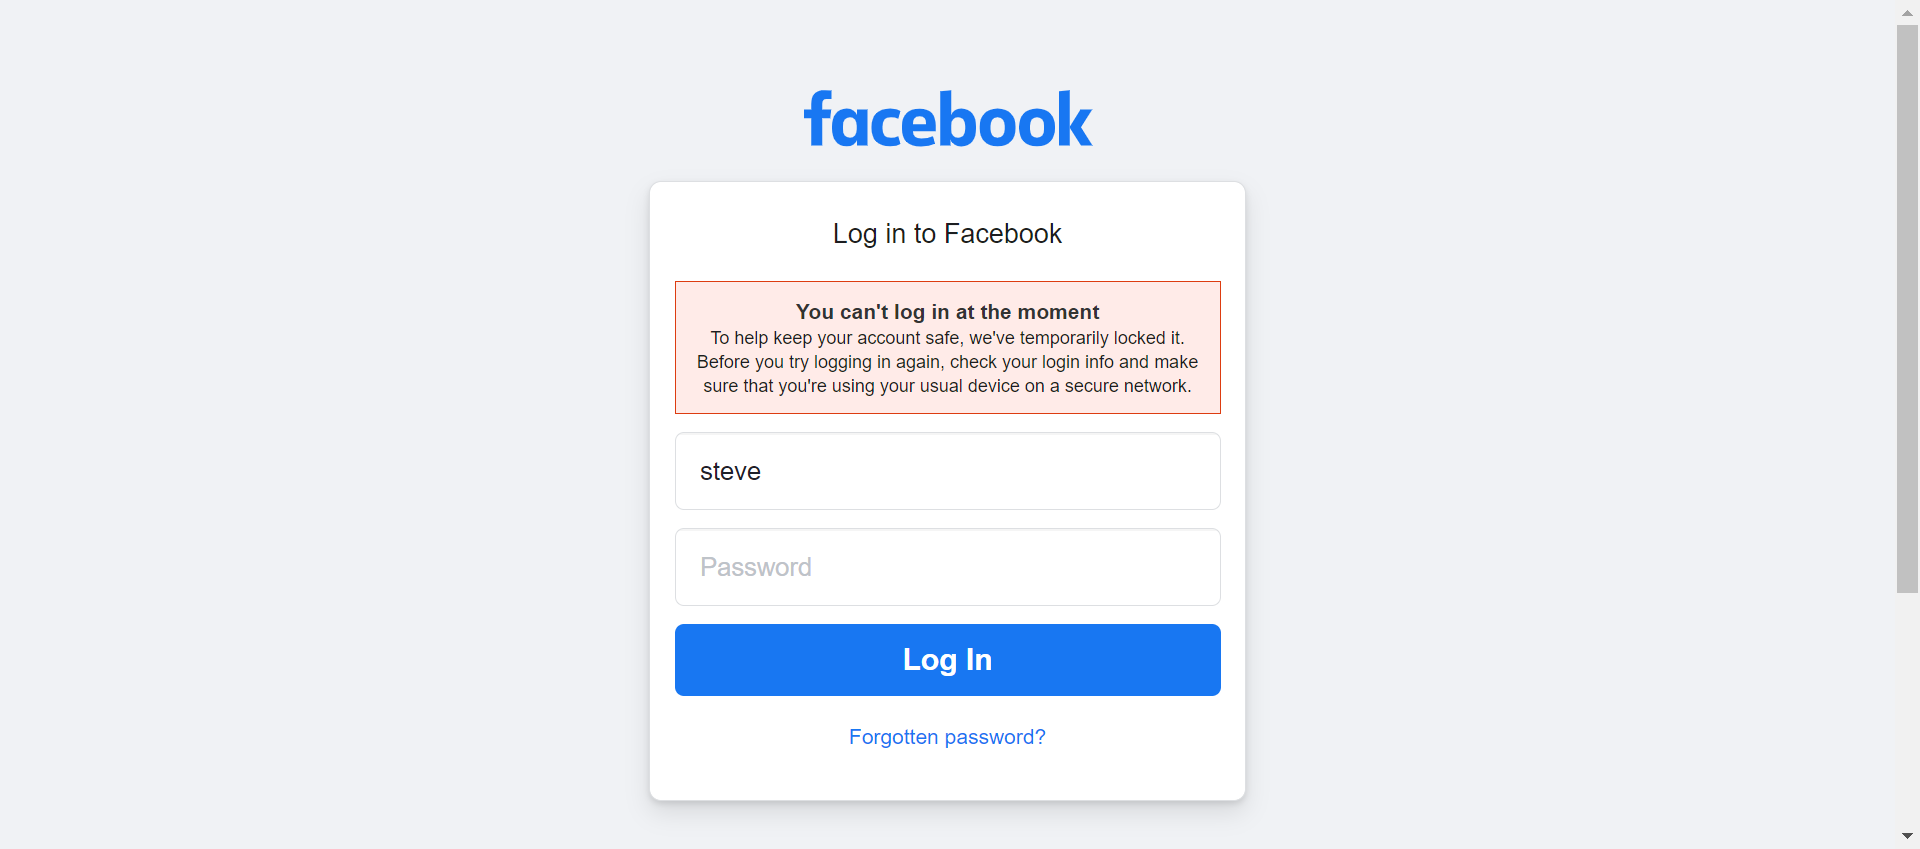 facebook
Log in to Facebook
You can't log in at the moment
To help keep your account safe, we've temporarily locked it.
Before you try logging in again, check your login info and make
sure that you're using your usual device on a secure network.
steve
Password
Log In
Forgotten password?